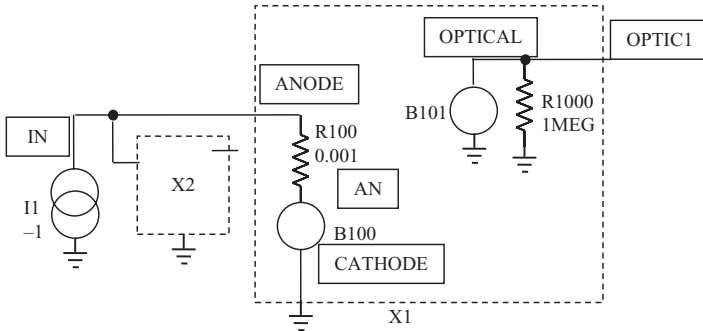 OPTICAL
OPTIC1
ANODE
B101
R1000
1MEG
IN
R100
0.001
X2
AN
I1
–1
B100
CATHODE
X1